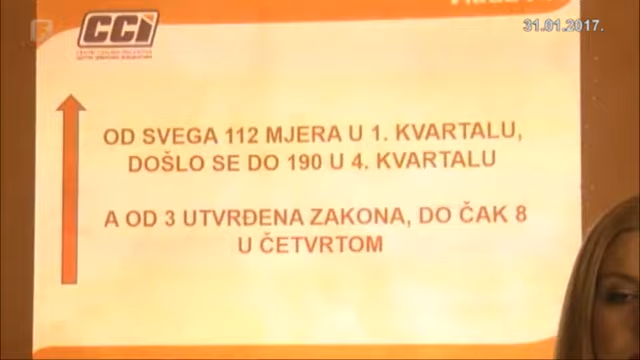 31.01.2017.
CCI
OD SVEGA 112 MJERA U 1. KVARTALU,
DOŠLO SE DO 190 U 4. KVARTALU
A OD 3 UTVRĐENA ZAKONA, DO ČAK 8
U ČETVRTOM